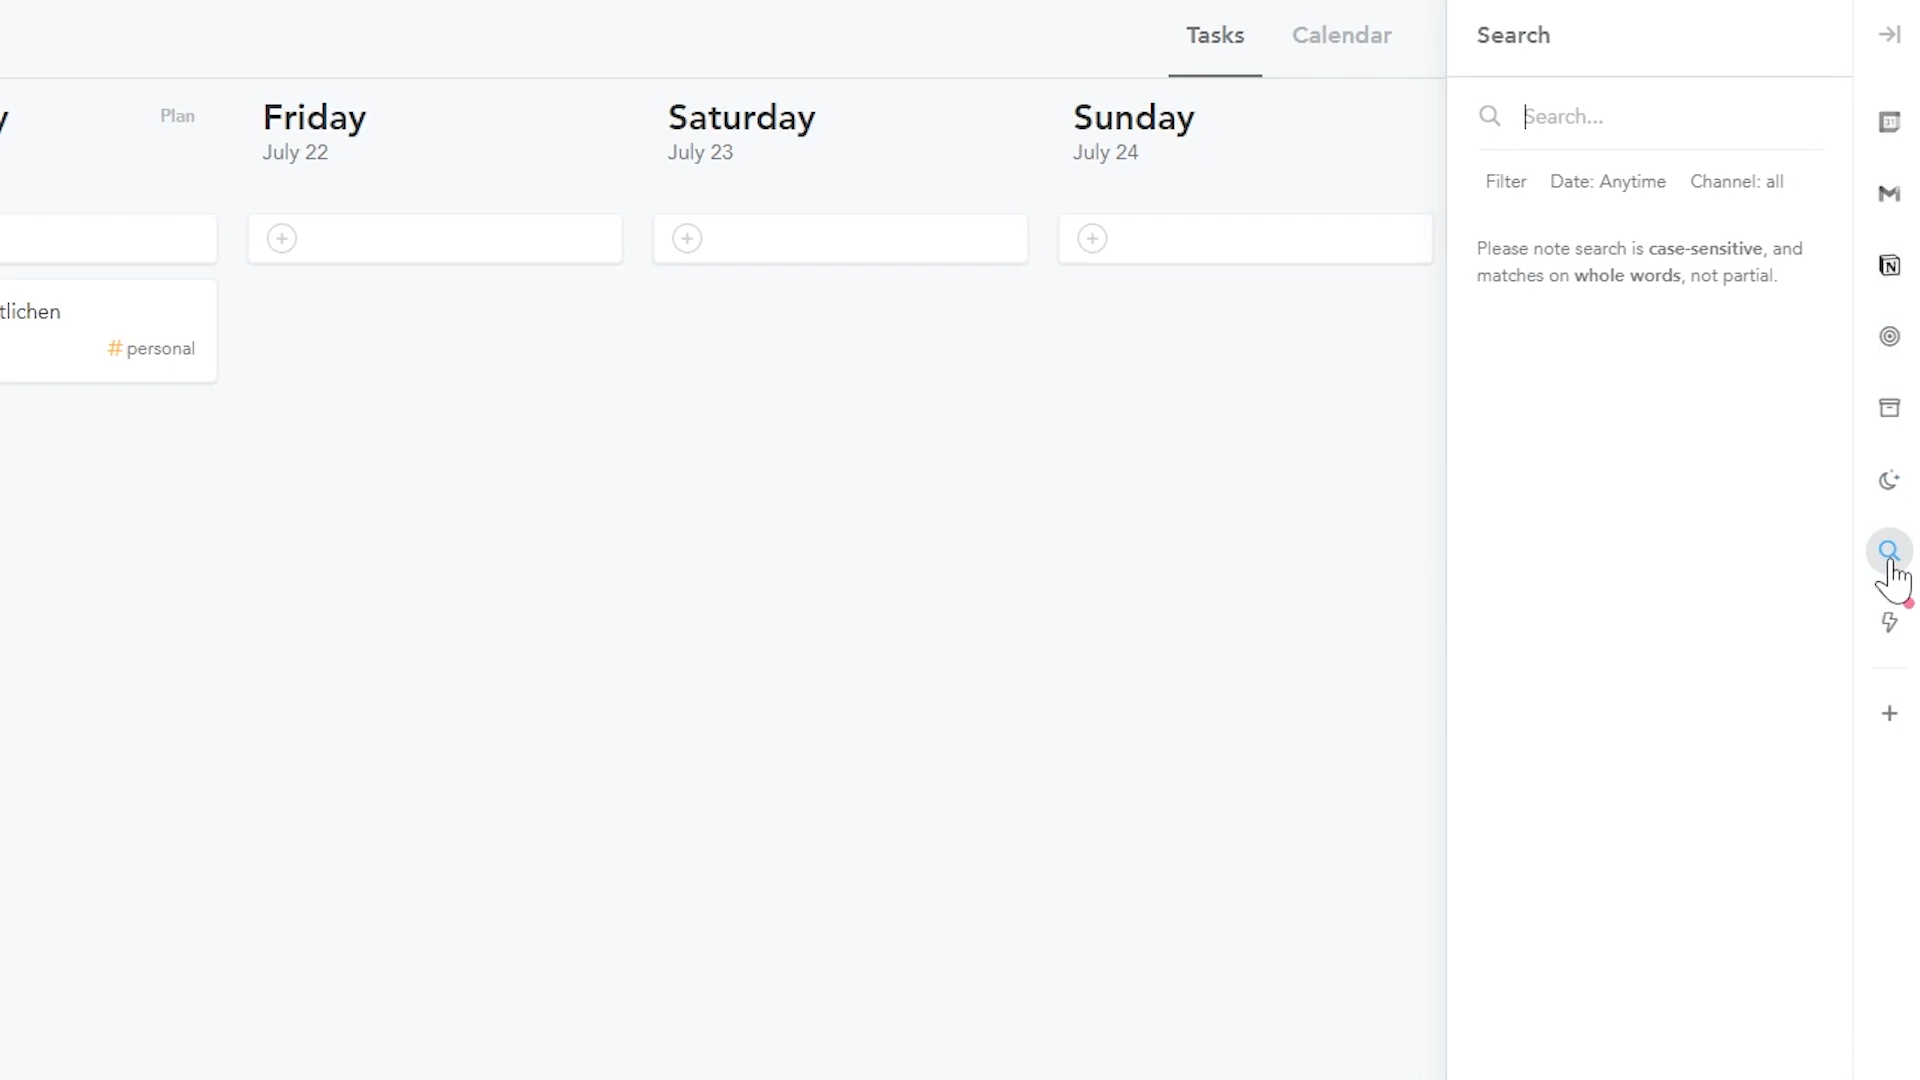 Tasks Calendar
Search
Plan
Friday
July 22
Saturday
July 23
Sunday
July 24
tlichen
# personal
Search...
Filter Date: Anytime Channel: all
Please note search is case-sensitive, and
matches on whole words, not partial.
31